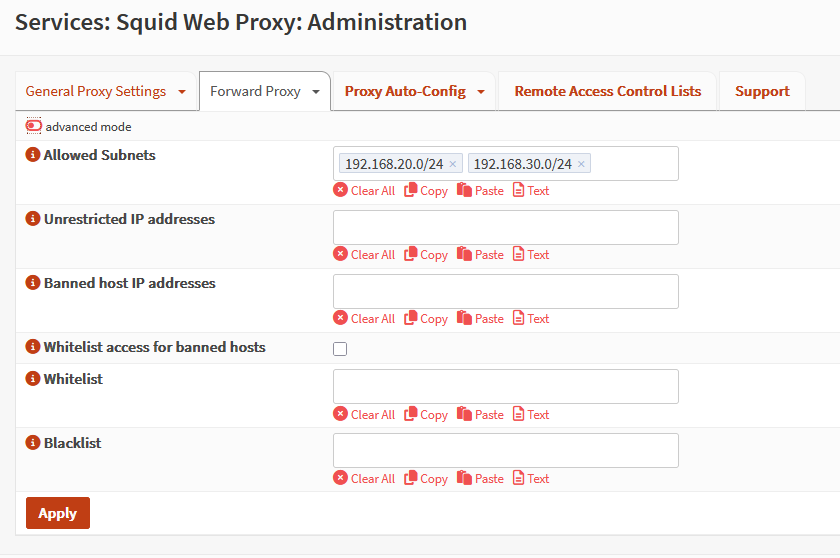 Services: Squid Web Proxy: Administration
General Proxy Settings Forward Proxy Proxy Auto-Config Remote Access Control Lists Support
advanced mode
Allowed Subnets 192.168.20.0/24 × 192.168.30.0/24 ×
Clear All Copy Paste Text
Unrestricted IP addresses
Clear All Copy Paste Text
Banned host IP addresses
Clear All Copy Paste Text
Whitelist access for banned hosts
Whitelist
Clear All Copy Paste Text
Blacklist
Clear All Copy Paste Text
Apply